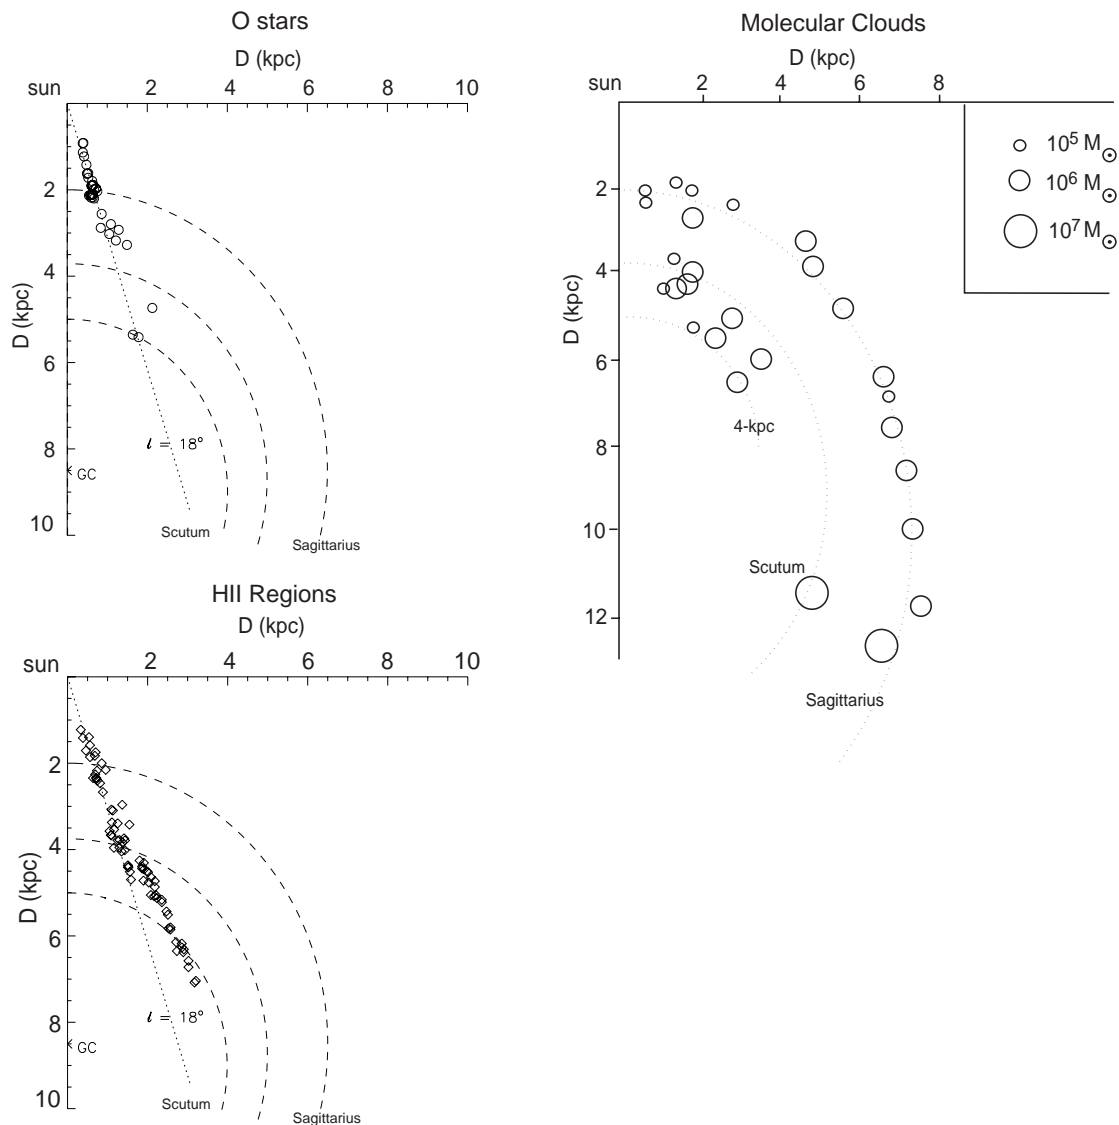 O stars
D (kpc)
sun 2 4 6 8 10
2
4
D (kpc)
6
ℓ = 18°
8
GC
10
Scutum
Sagittarius
HII Regions
D (kpc)
sun 2 4 6 8 10
2
4
D (kpc)
6
ℓ = 18°
8
GC
10
Scutum
Sagittarius
Molecular Clouds
D (kpc)
sun 2 4 6 8
10⁵ M☉
10⁶ M☉
10⁷ M☉
2
4
D (kpc)
6
4-kpc
8
10
Scutum
12
Sagittarius